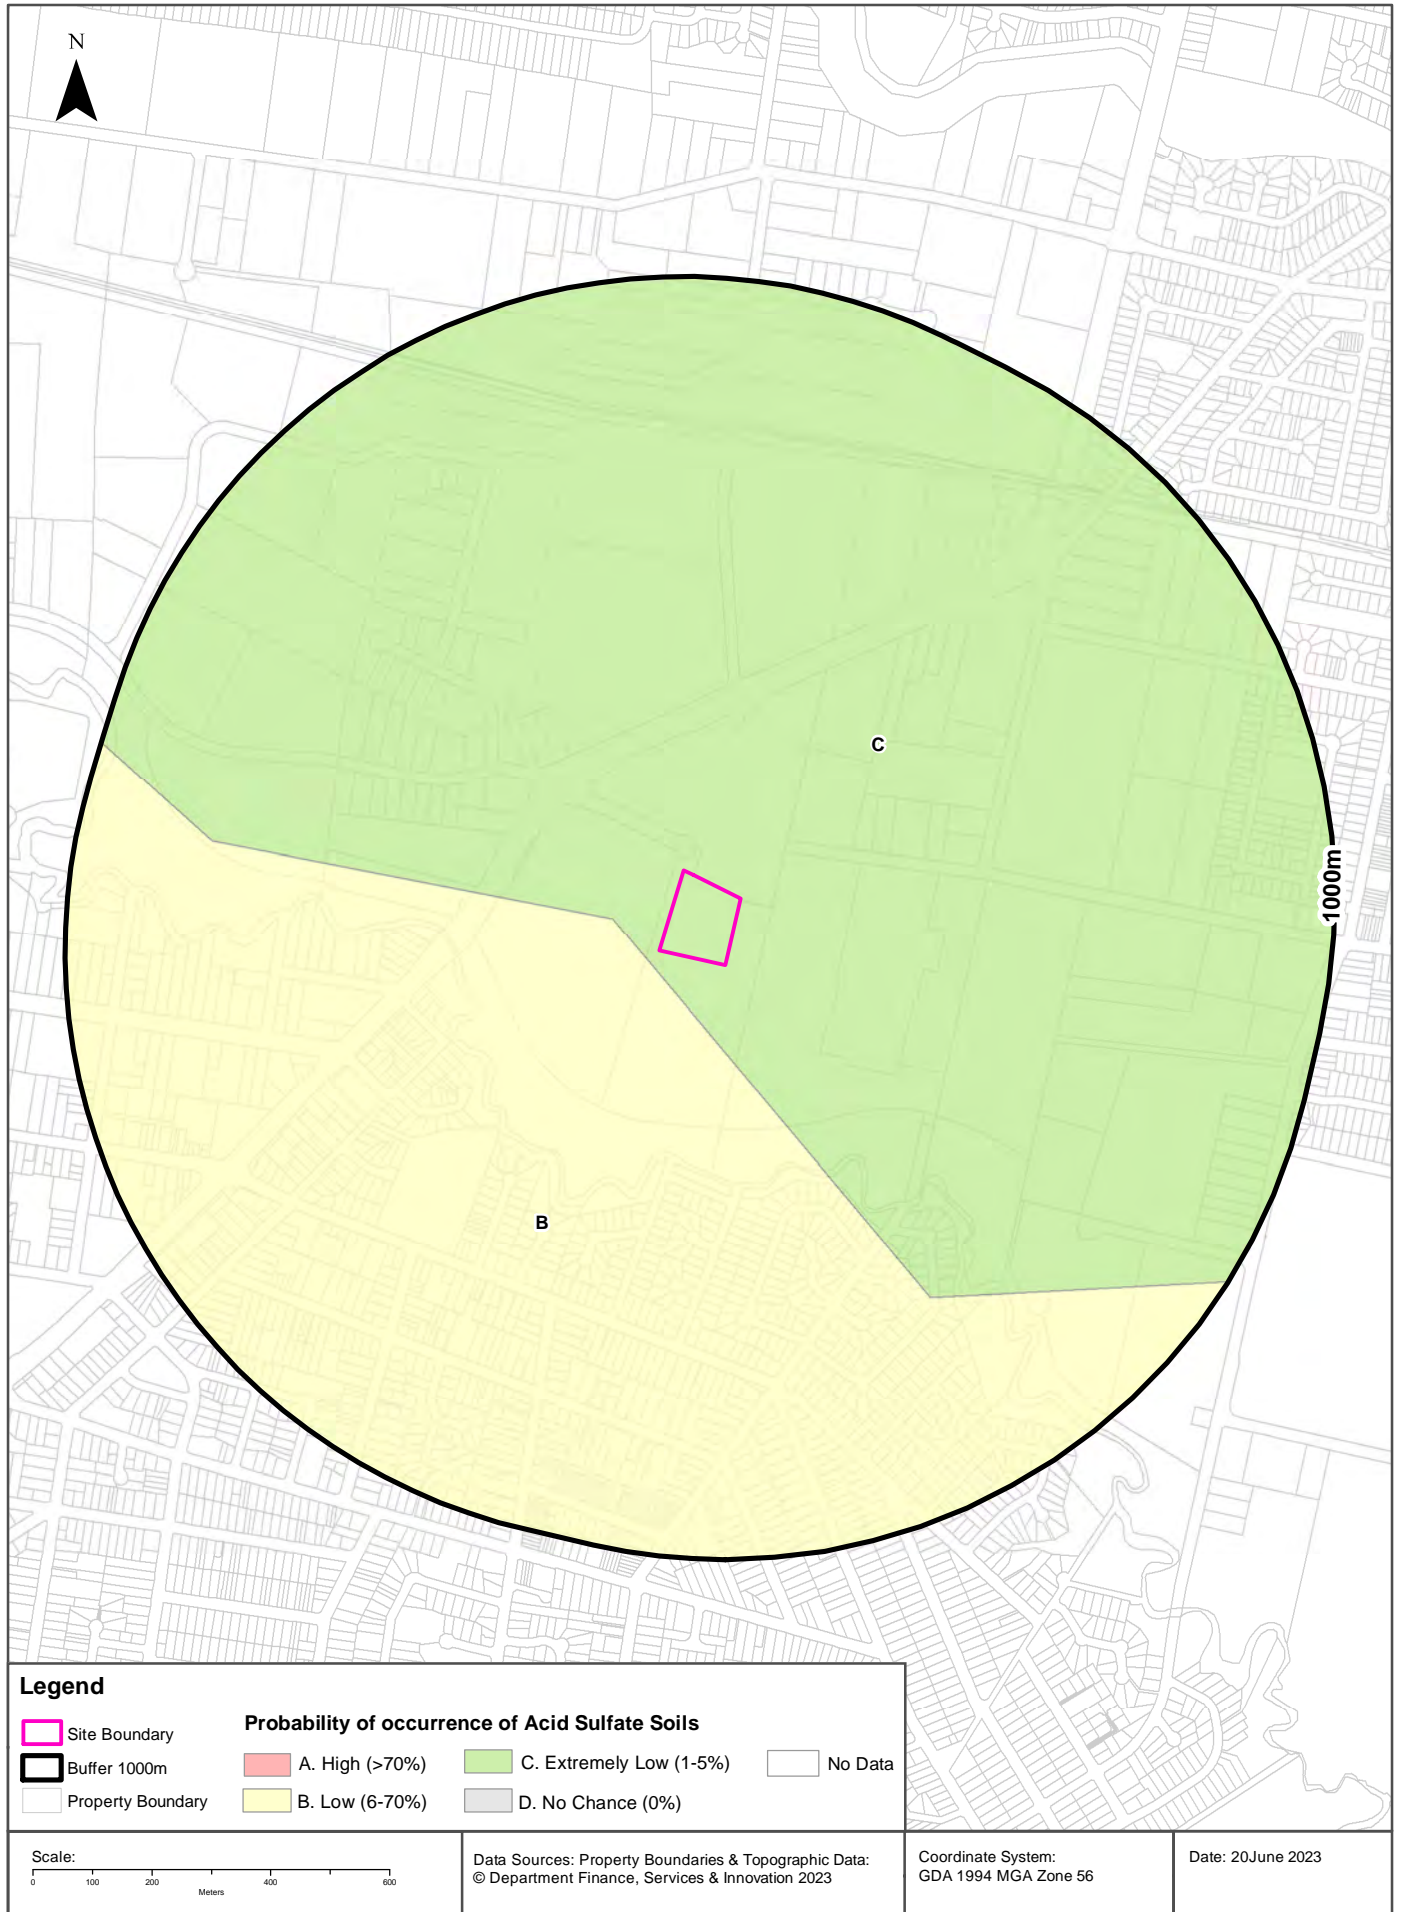 N
C
1000m
B
Legend
Site Boundary
Buffer 1000m
Property Boundary
Probability of occurrence of Acid Sulfate Soils
A. High (>70%)
C. Extremely Low (1-5%)
No Data
B. Low (6-70%)
D. No Chance (0%)
Scale:
0 100 200 400 600
Meters
Data Sources: Property Boundaries & Topographic Data:
© Department Finance, Services & Innovation 2023
Coordinate System:
GDA 1994 MGA Zone 56
Date: 20June 2023